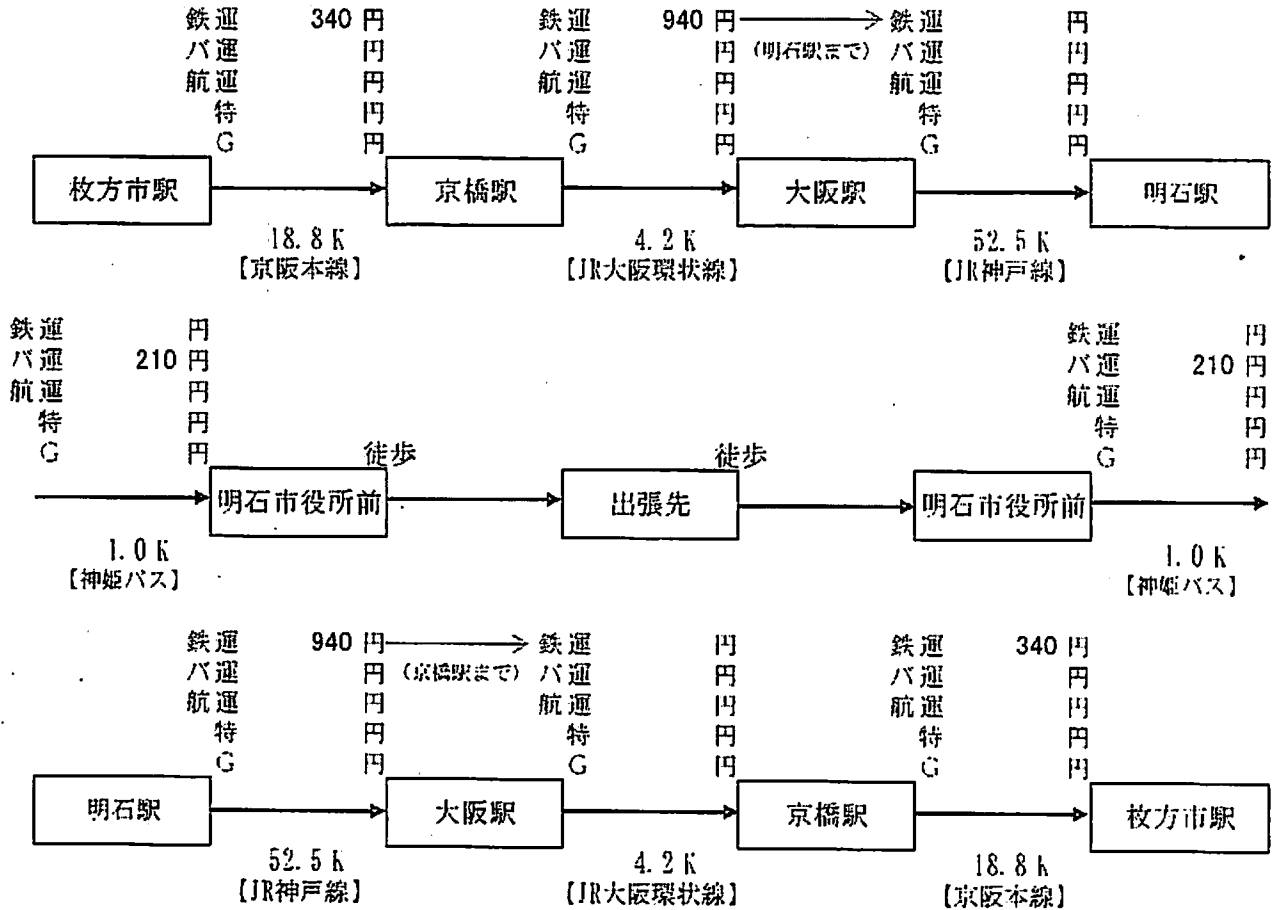 鉄運 340 円 鉄運 940 円 鉄運 円
バ運 円 バ運 円 (明石駅まで) バ運 円
航運 円 航運 円 航運 円
特 円 特 円 特 円
G 円 G 円 G 円
枚方市駅 京橋駅 大阪駅 明石駅
18.8 K 4.2 K 52.5 K
【京阪本線】 【JR大阪環状線】 【JR神戸線】
鉄運 円 鉄運 円
バ運 210 円 バ運 210 円
航運 円 航運 円
特 円 特 円
G 円 徒歩 徒歩 G 円
明石市役所前 出張先 明石市役所前
1.0 K 1.0 K
【神姫バス】 【神姫バス】
鉄運 940 円 鉄運 円 鉄運 340 円
バ運 円 (京橋駅まで) バ運 円 バ運 円
航運 円 航運 円 航運 円
特 円 特 円 特 円
G 円 G 円 G 円
明石駅 大阪駅 京橋駅 枚方市駅
52.5 K 4.2 K 18.8 K
【JR神戸線】 【JR大阪環状線】 【京阪本線】